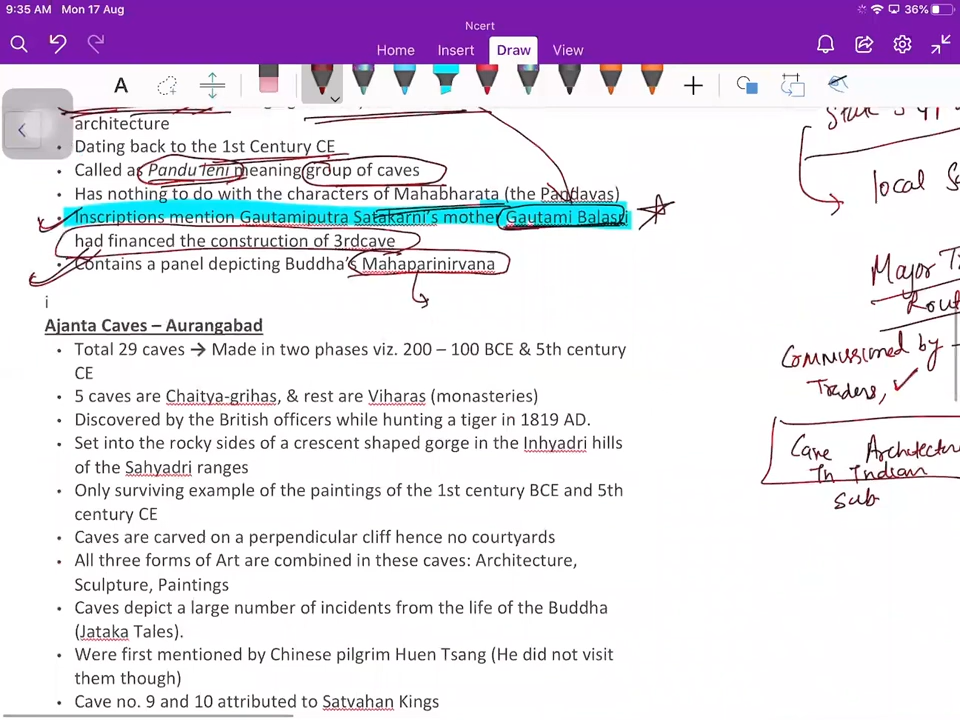 9:35 AM Mon 17 Aug
36%
Ncert
Home Insert Draw View
A
architecture
Dating back to the 1st Century CE
Called as Pandu leni meaning group of caves
Has nothing to do with the characters of Mahabharata (the Pandavas)
Inscriptions mention Gautamiputra Satakarni's mother Gautami Balasri
had financed the construction of 3rdcave
Contains a panel depicting Buddha's Mahaparinirvana
i
Ajanta Caves – Aurangabad
Total 29 caves → Made in two phases viz. 200 – 100 BCE & 5th century
CE
5 caves are Chaitya-grihas, & rest are Viharas (monasteries)
Discovered by the British officers while hunting a tiger in 1819 AD.
Set into the rocky sides of a crescent shaped gorge in the Inhyadri hills
of the Sahyadri ranges
Only surviving example of the paintings of the 1st century BCE and 5th
century CE
Caves are carved on a perpendicular cliff hence no courtyards
All three forms of Art are combined in these caves: Architecture,
Sculpture, Paintings
Caves depict a large number of incidents from the life of the Buddha
(Jataka Tales).
Were first mentioned by Chinese pilgrim Huen Tsang (He did not visit
them though)
Cave no. 9 and 10 attributed to Satvahan Kings
local S
Major T
Rout
Commissioned by
Traders,
Cave Architectur
In Indian
Sub